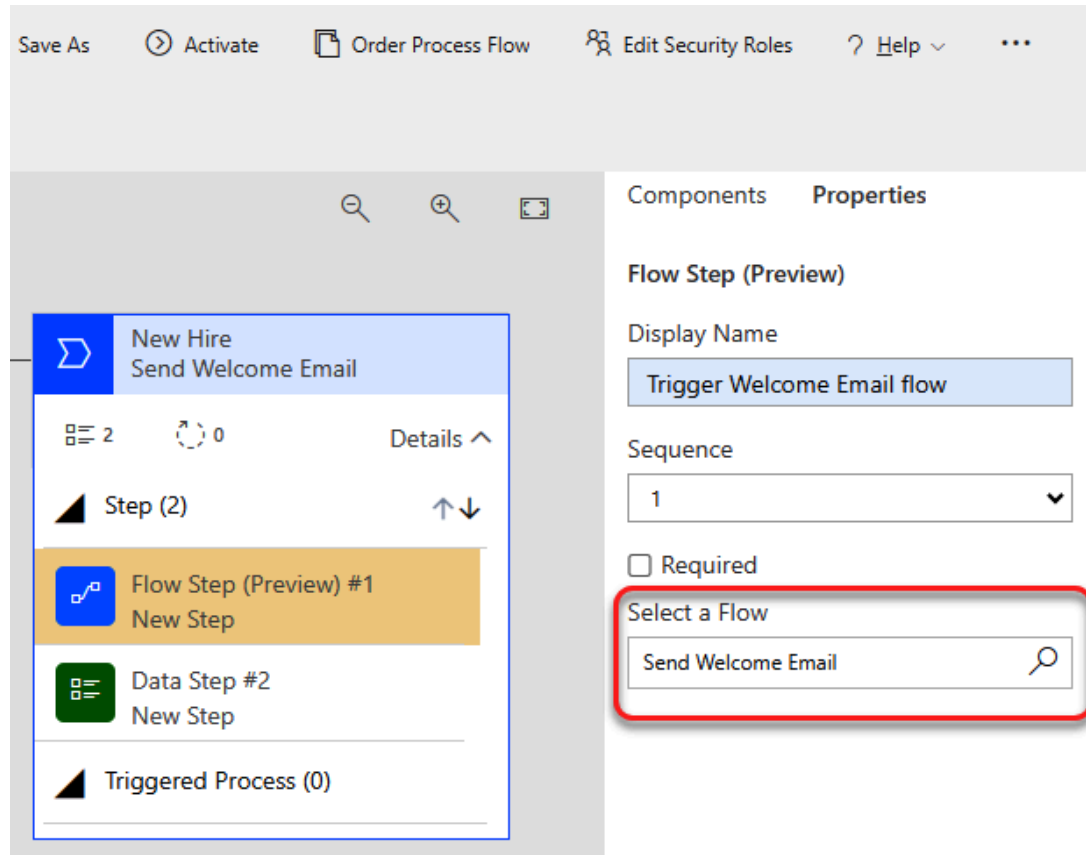 Save As Activate Order Process Flow Edit Security Roles ? Help ...
Components Properties
Flow Step (Preview)
Display Name
Trigger Welcome Email flow
Sequence
1
Required
Select a Flow
Send Welcome Email
New Hire
Send Welcome Email
2 0 Details
Step (2)
Flow Step (Preview) #1
New Step
Data Step #2
New Step
Triggered Process (0)